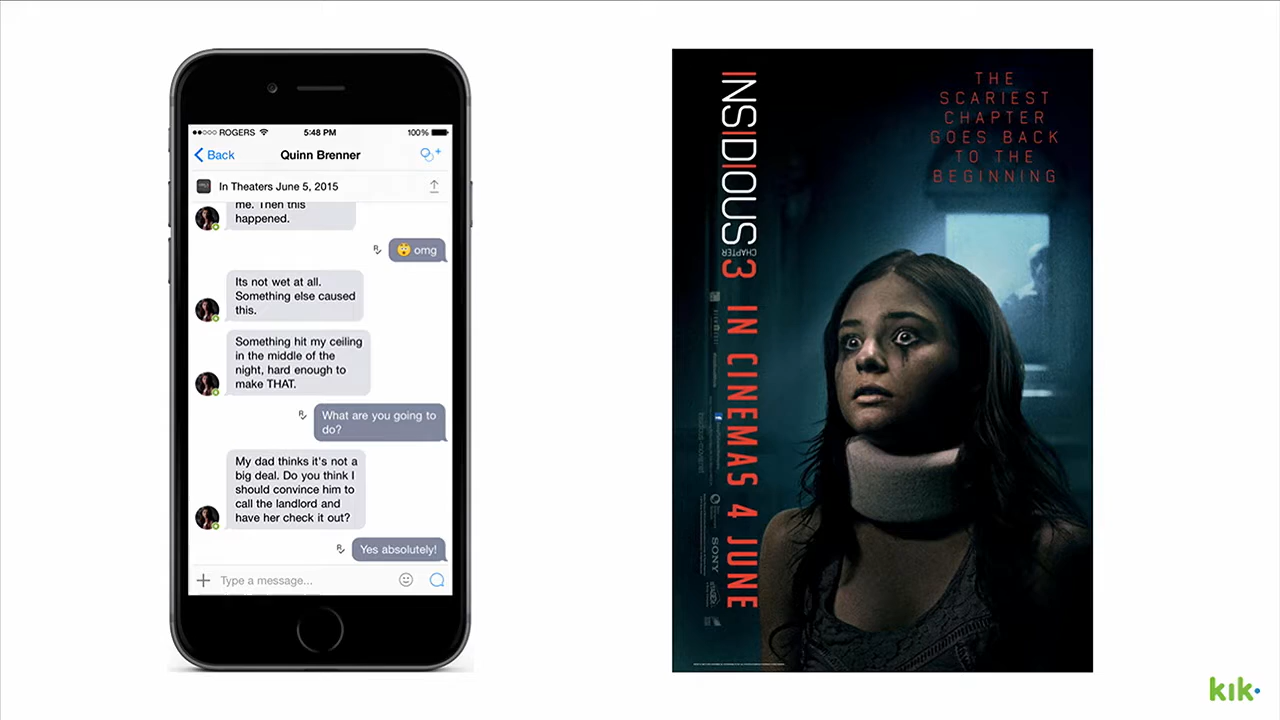 ROGERS 5:48 PM 100%
Back Quinn Brenner
In Theaters June 5, 2015
me. Then this
happened.
😳 omg
Its not wet at all.
Something else caused
this.
Something hit my ceiling
in the middle of the
night, hard enough to
make THAT.
What are you going to
do?
My dad thinks it's not a
big deal. Do you think I
should convince him to
call the landlord and
have her check it out?
Yes absolutely!
Type a message...
INSIDIOUS
CHAPTER
3
IN CINEMAS 4 JUNE
SONY
THE
SCARIEST
CHAPTER
GOES BACK
TO THE
BEGINNING
kik